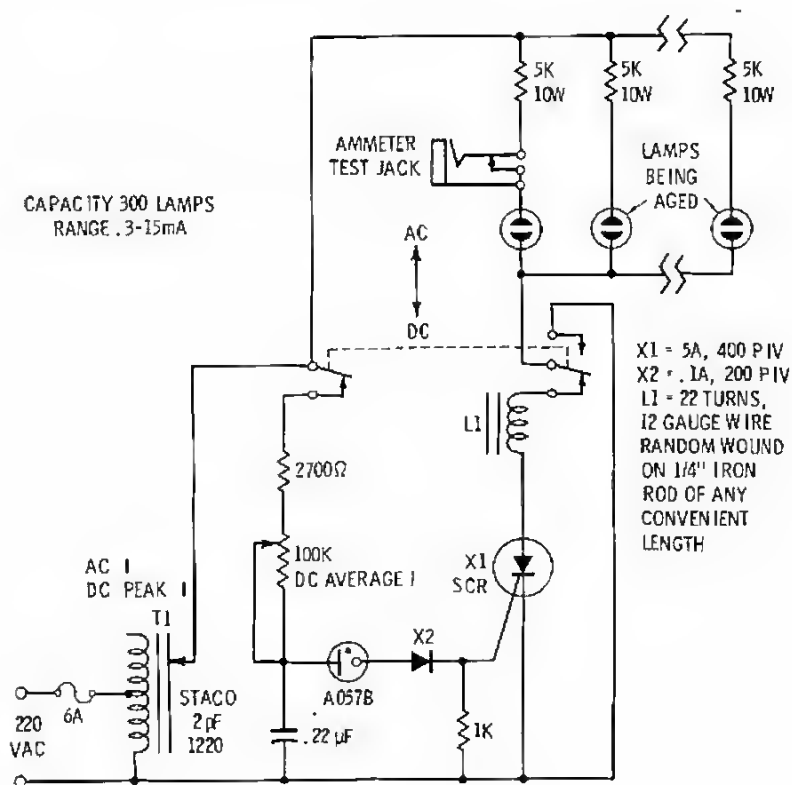 5K
10W
5K
10W
5K
10W
AMMETER
TEST JACK
LAMPS
BEING
AGED
CAPACITY 300 LAMPS
RANGE .3-15mA
AC
DC
X1 = 5A, 400 PIV
X2 = .1A, 200 PIV
L1 = 22 TURNS,
12 GAUGE WIRE
RANDOM WOUND
ON 1/4" IRON
ROD OF ANY
CONVENIENT
LENGTH
L1
2700Ω
100K
DC AVERAGE I
X1
SCR
AC I
DC PEAK I
T1
X2
A057B
6A
STACO
2pF
1220
220
VAC
.22 µF
1K